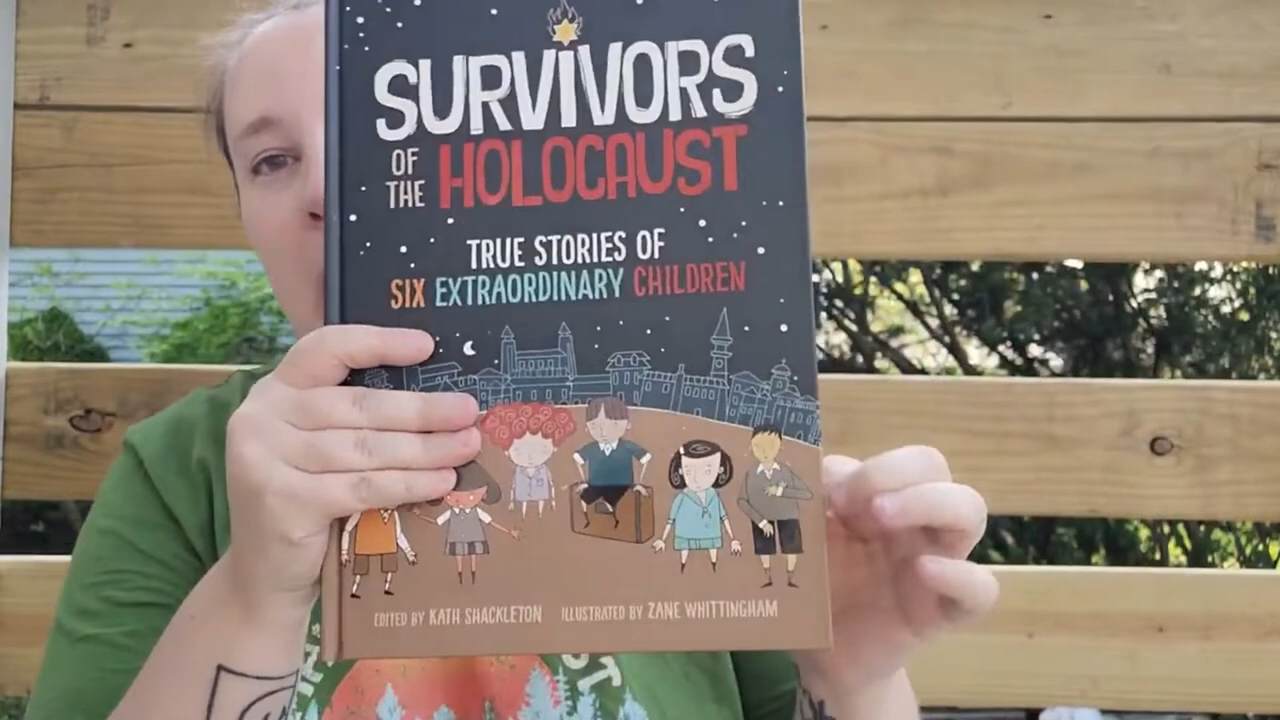 SURVIVORS
OF
THE
HOLOCAUST
TRUE STORIES OF
SIX EXTRAORDINARY CHILDREN
EDITED BY KATH SHACKLETON ILLUSTRATED BY ZANE WHITTINGHAM